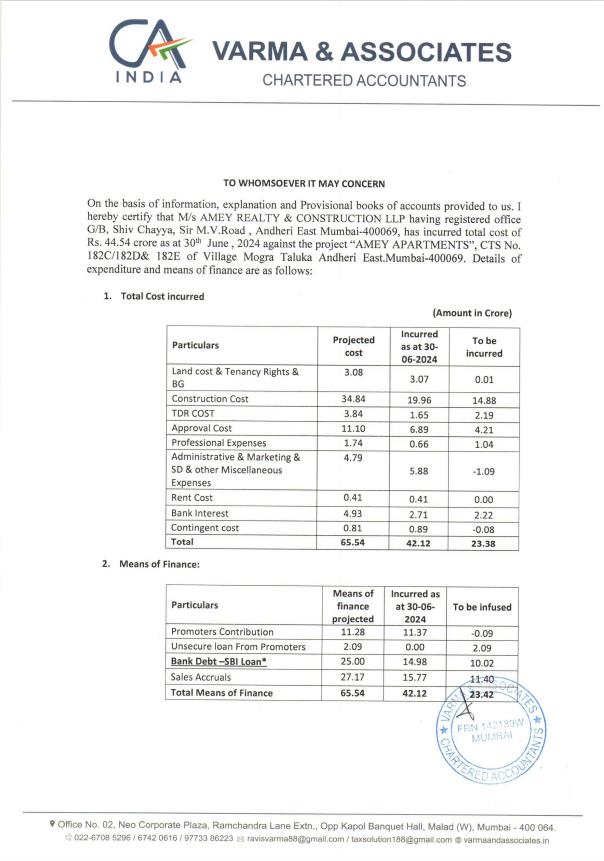 CA
INDIA
VARMA & ASSOCIATES
CHARTERED ACCOUNTANTS
TO WHOMSOEVER IT MAY CONCERN
On the basis of information, explanation and Provisional books of accounts provided to us. I
hereby certify that M/s AMEY REALTY & CONSTRUCTION LLP having registered office
G/B, Shiv Chayya, Sir M.V.Road , Andheri East Mumbai-400069, has incurred total cost of
Rs. 44.54 crore as at 30th June , 2024 against the project "AMEY APARTMENTS", CTS No.
182C/182D& 182E of Village Mogra Taluka Andheri East.Mumbai-400069. Details of
expenditure and means of finance are as follows:
1. Total Cost incurred
(Amount in Crore)
Particulars Projected cost Incurred as at 30-06-2024 To be incurred
Land cost & Tenancy Rights & BG 3.08 3.07 0.01
Construction Cost 34.84 19.96 14.88
TDR COST 3.84 1.65 2.19
Approval Cost 11.10 6.89 4.21
Professional Expenses 1.74 0.66 1.04
Administrative & Marketing & SD & other Miscellaneous Expenses 4.79 5.88 -1.09
Rent Cost 0.41 0.41 0.00
Bank Interest 4.93 2.71 2.22
Contingent cost 0.81 0.89 -0.08
Total 65.54 42.12 23.38
2. Means of Finance:
Particulars Means of finance projected Incurred as at 30-06-2024 To be infused
Promoters Contribution 11.28 11.37 -0.09
Unsecure loan From Promoters 2.09 0.00 2.09
Bank Debt –SBI Loan* 25.00 14.98 10.02
Sales Accruals 27.17 15.77 11.40
Total Means of Finance 65.54 42.12 23.42
VARMA & ASSOCIATES
FRN 142189W
MUMBAI
CHARTERED ACCOUNTANTS
Office No. 02, Neo Corporate Plaza, Ramchandra Lane Extn., Opp Kapol Banquet Hall, Malad (W), Mumbai - 400 064.
022-6708 5296 / 6742 0616 / 97733 86223 ravisvarma88@gmail.com / taxsolution188@gmail.com varmaandassociates.in